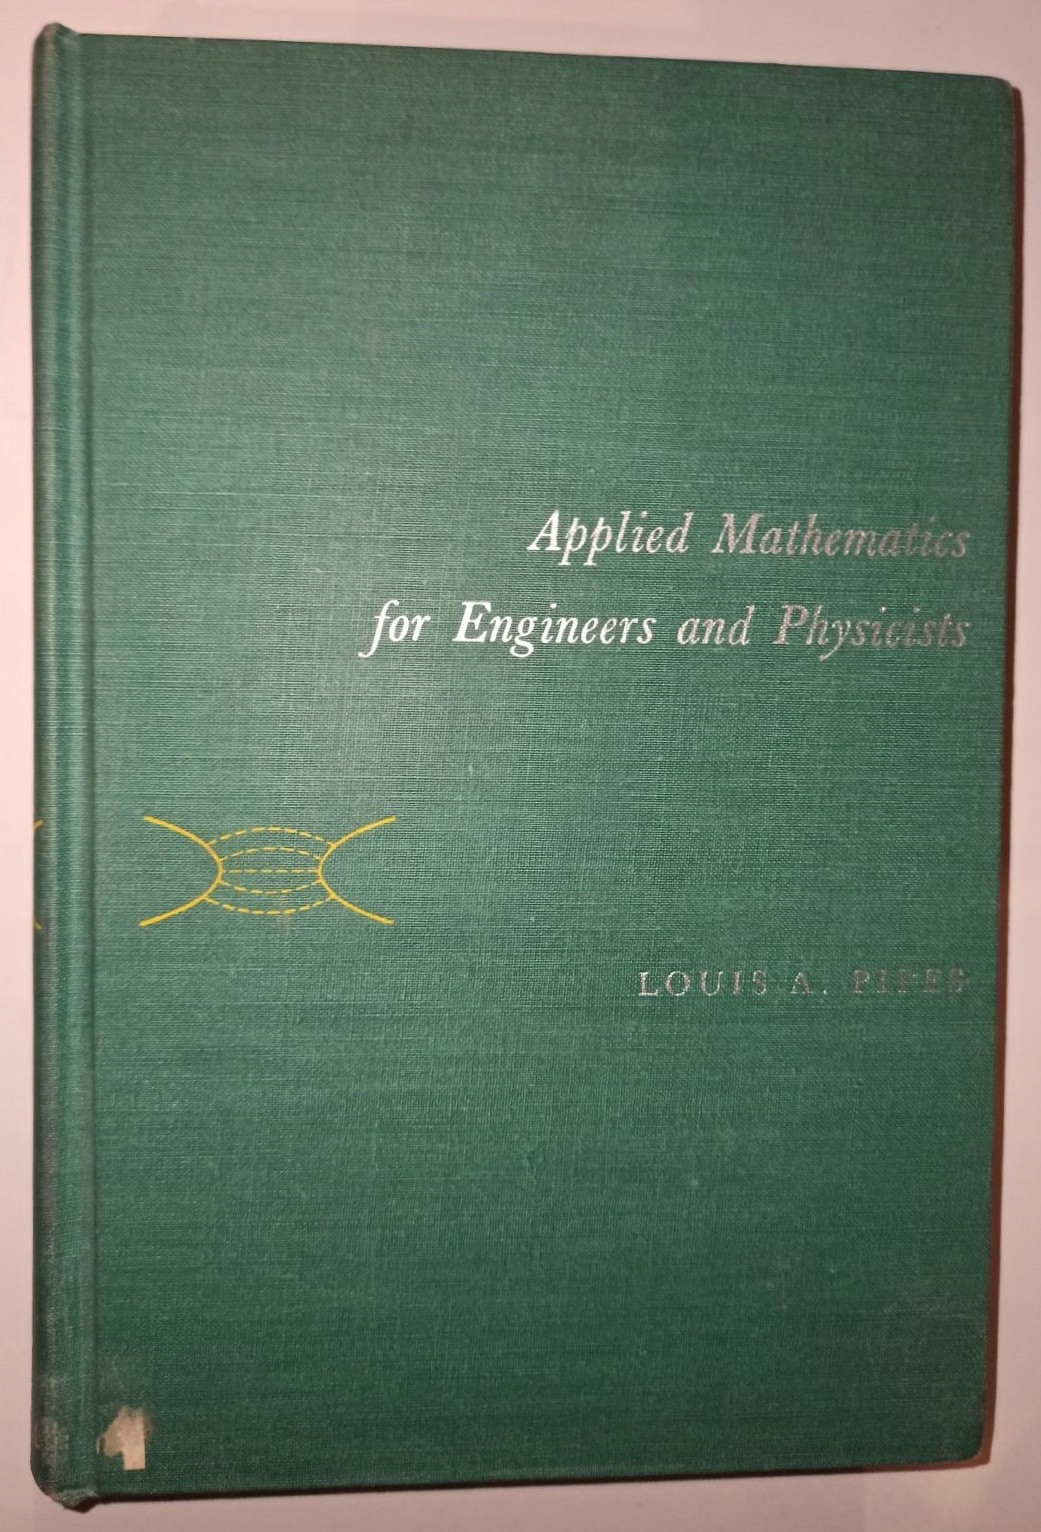 Applied Mathematics
for Engineers and Physicists
LOUIS A. PIPES